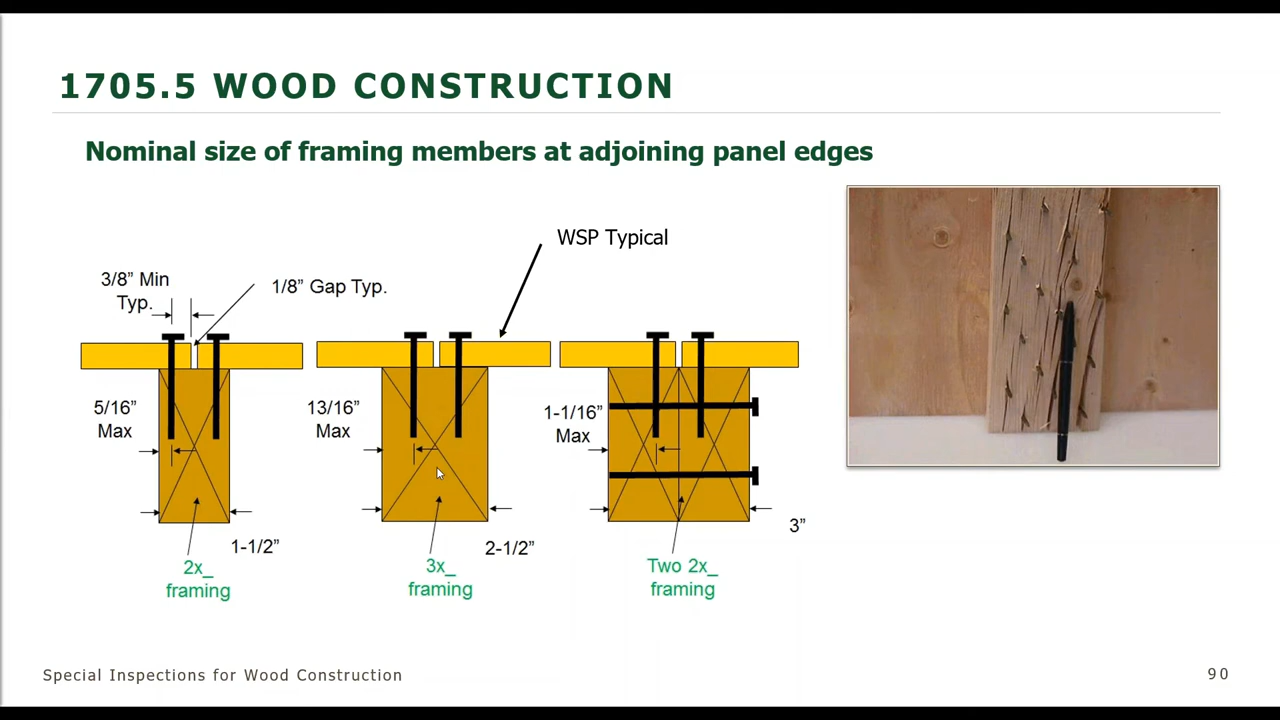 1705.5 WOOD CONSTRUCTION
Nominal size of framing members at adjoining panel edges
WSP Typical
3/8” Min
Typ.
1/8” Gap Typ.
5/16”
Max
13/16”
Max
1-1/16”
Max
1-1/2”
2-1/2”
3”
2x_
framing
3x_
framing
Two 2x_
framing
Special Inspections for Wood Construction
90